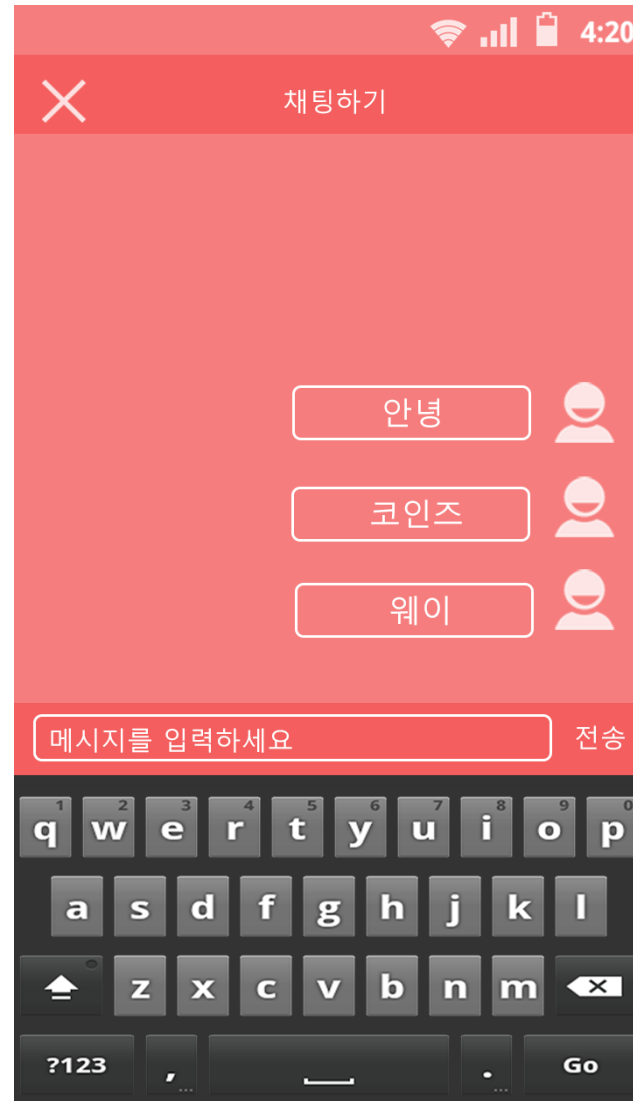 4:20
채팅하기
안녕
코인즈
웨이
메시지를 입력하세요 전송
1 2 3 4 5 6 7 8 9 0
q w e r t y u i o p
a s d f g h j k l
z x c v b n m
?123 , ... . ... Go